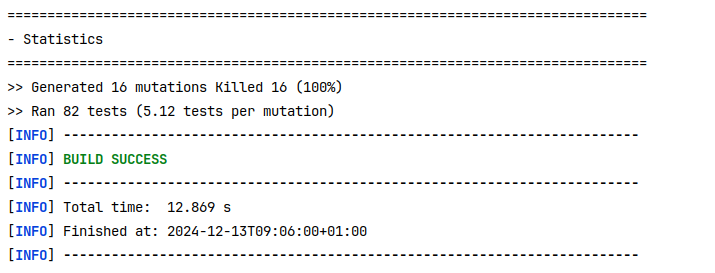 ================================================================================
- Statistics
================================================================================
>> Generated 16 mutations Killed 16 (100%)
>> Ran 82 tests (5.12 tests per mutation)
[INFO] ------------------------------------------------------------------------
[INFO] BUILD SUCCESS
[INFO] ------------------------------------------------------------------------
[INFO] Total time:  12.869 s
[INFO] Finished at: 2024-12-13T09:06:00+01:00
[INFO] ------------------------------------------------------------------------